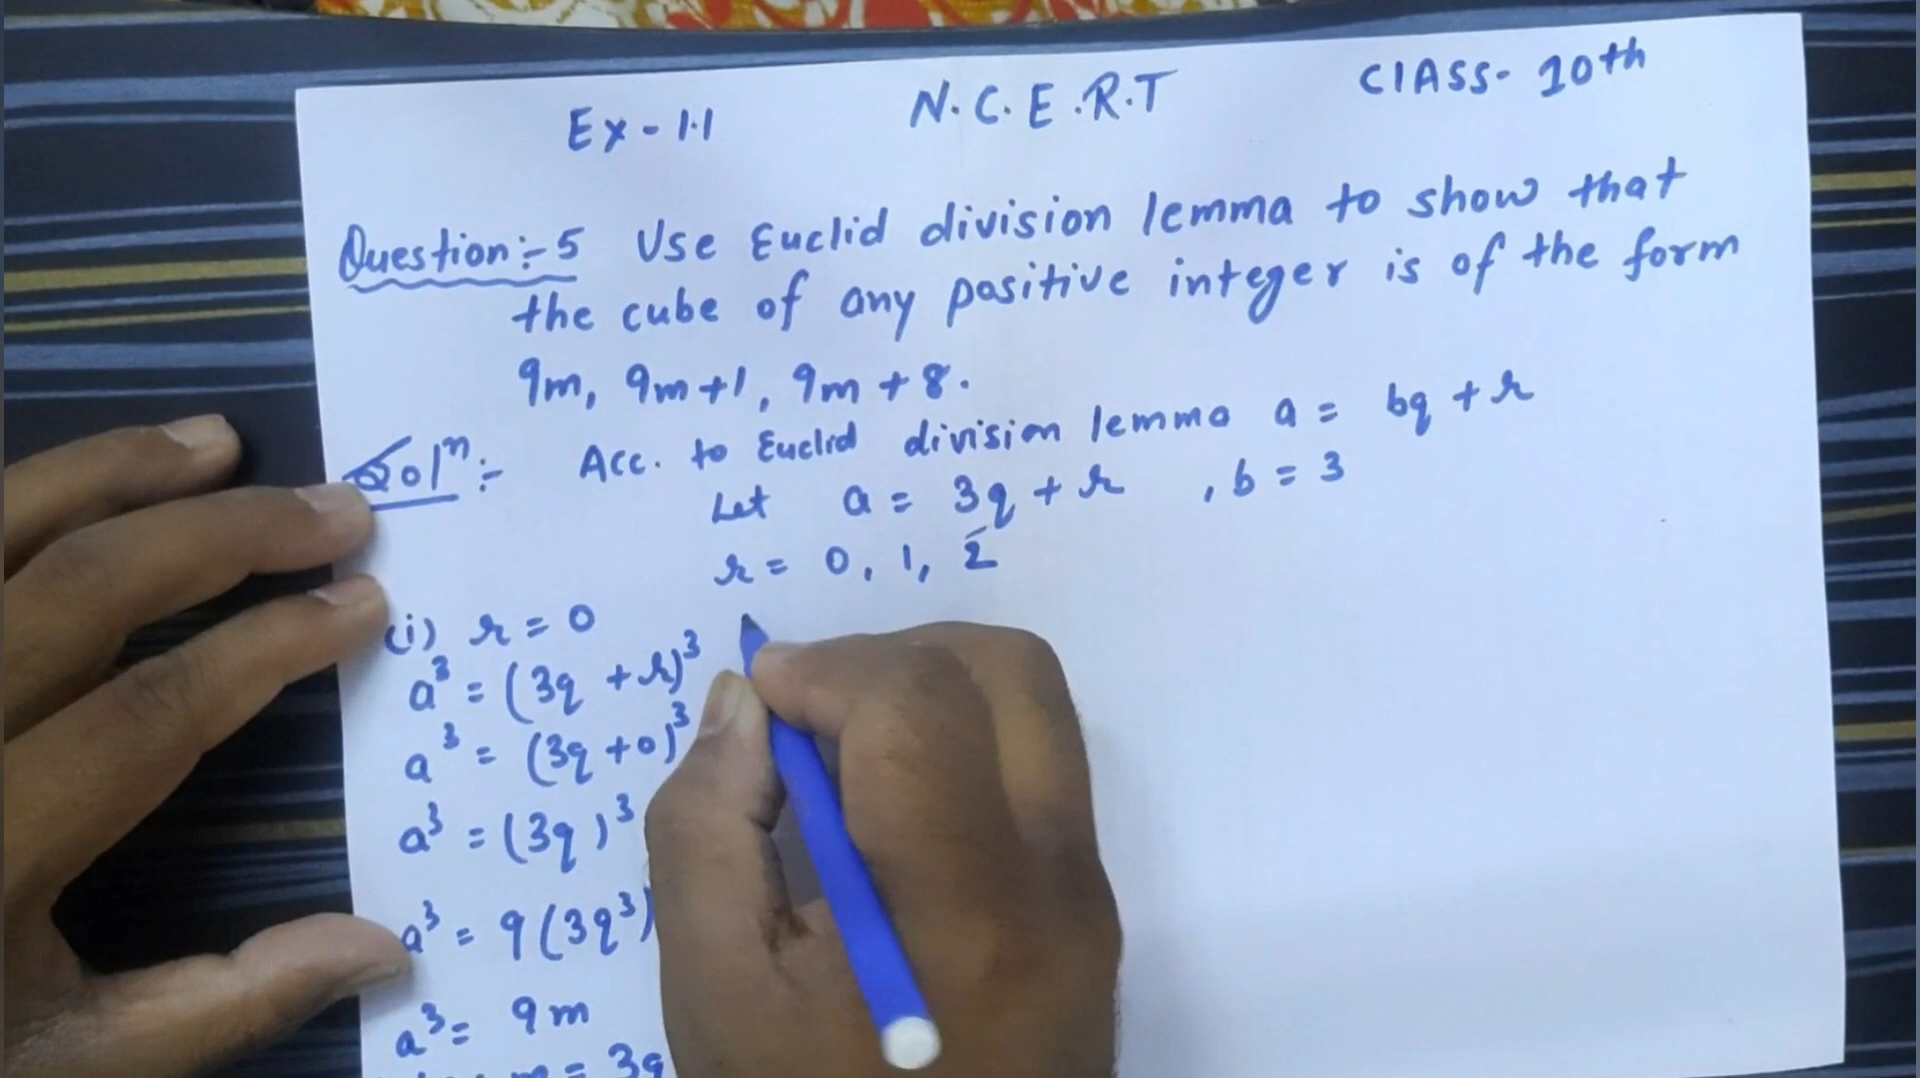 Ex - 1.1 N.C.E.R.T ClASS- 10th
Question:- 5 Use Euclid division lemma to show that
the cube of any positive integer is of the form
9m, 9m+1, 9m+8.
Solⁿ:- Acc. to Euclid division lemma a = bq + r
Let a = 3q + r , b = 3
r = 0, 1, 2
(i) r = 0
a³ = (3q + r)³
a³ = (3q + 0)³
a³ = (3q)³
a³ = 9(3q³)
a³ = 9m
m = 3q